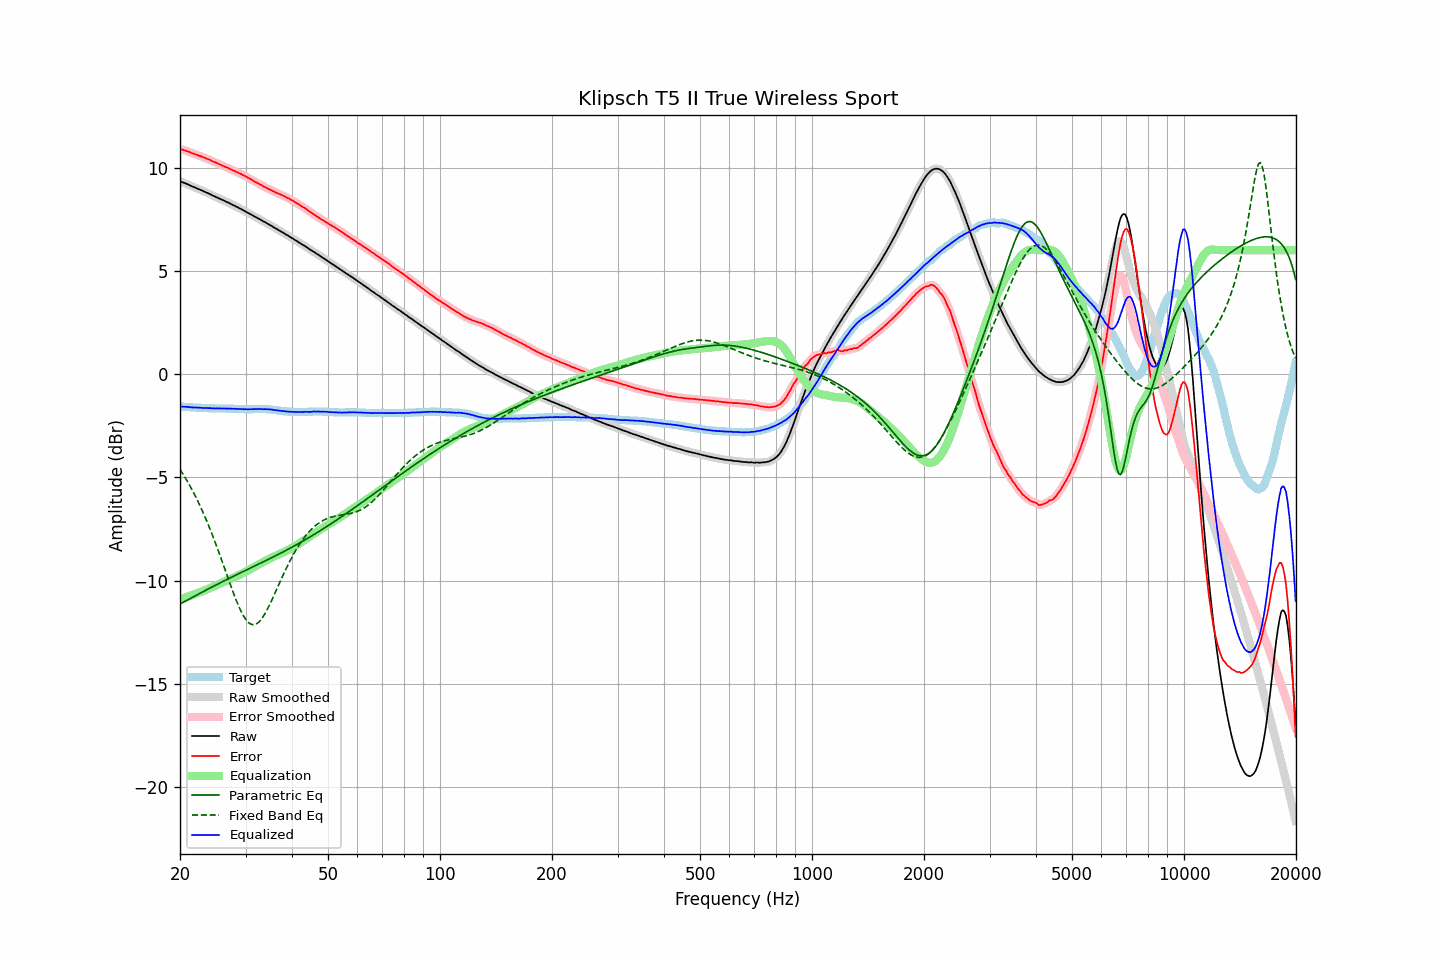 Klipsch T5 II True Wireless Sport
Amplitude (dBr)
10
5
0
−5
−10
−15
−20
Target
Raw Smoothed
Error Smoothed
Raw
Error
Equalization
Parametric Eq
Fixed Band Eq
Equalized
20 50 100 200 500 1000 2000 5000 10000 20000
Frequency (Hz)